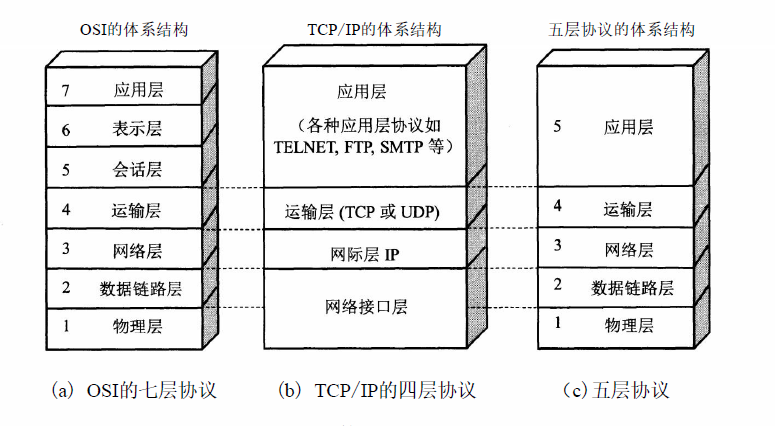 OSI的体系结构
TCP/IP的体系结构
五层协议的体系结构
7 应用层
6 表示层
5 会话层
4 运输层
3 网络层
2 数据链路层
1 物理层
应用层
(各种应用层协议如
TELNET, FTP, SMTP 等)
运输层 (TCP 或 UDP)
网际层 IP
网络接口层
5 应用层
4 运输层
3 网络层
2 数据链路层
1 物理层
(a) OSI的七层协议
(b) TCP/IP的四层协议
(c)五层协议